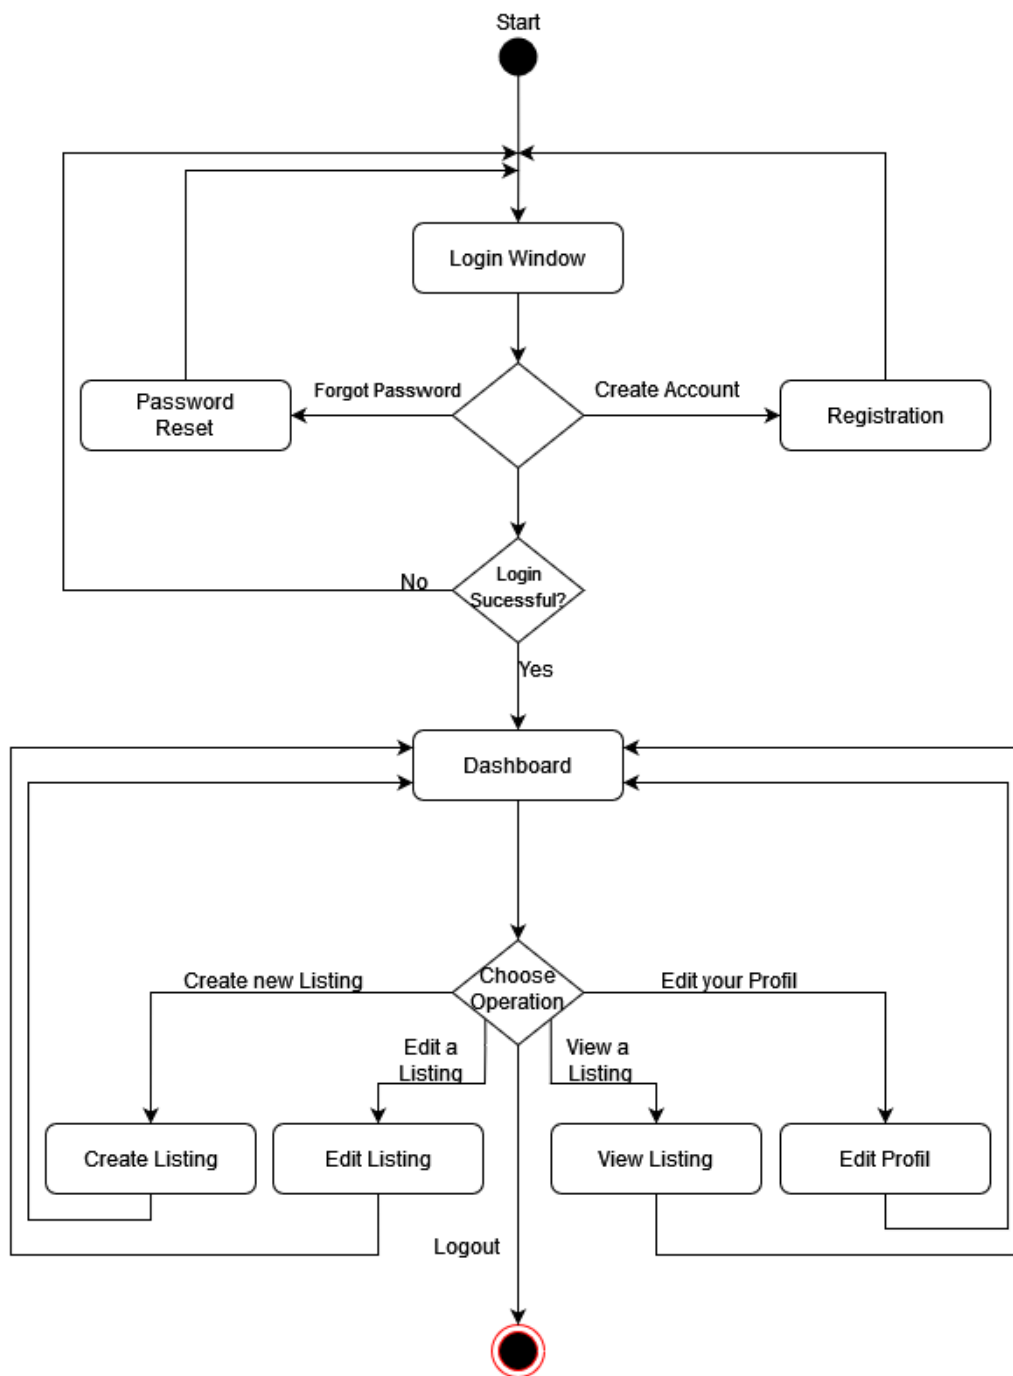 Start
Login Window
Forgot Password
Create Account
Password
Reset
Registration
Login
Sucessful?
No
Yes
Dashboard
Choose
Operation
Create new Listing
Edit your Profil
Edit a
Listing
View a
Listing
Create Listing
Edit Listing
View Listing
Edit Profil
Logout